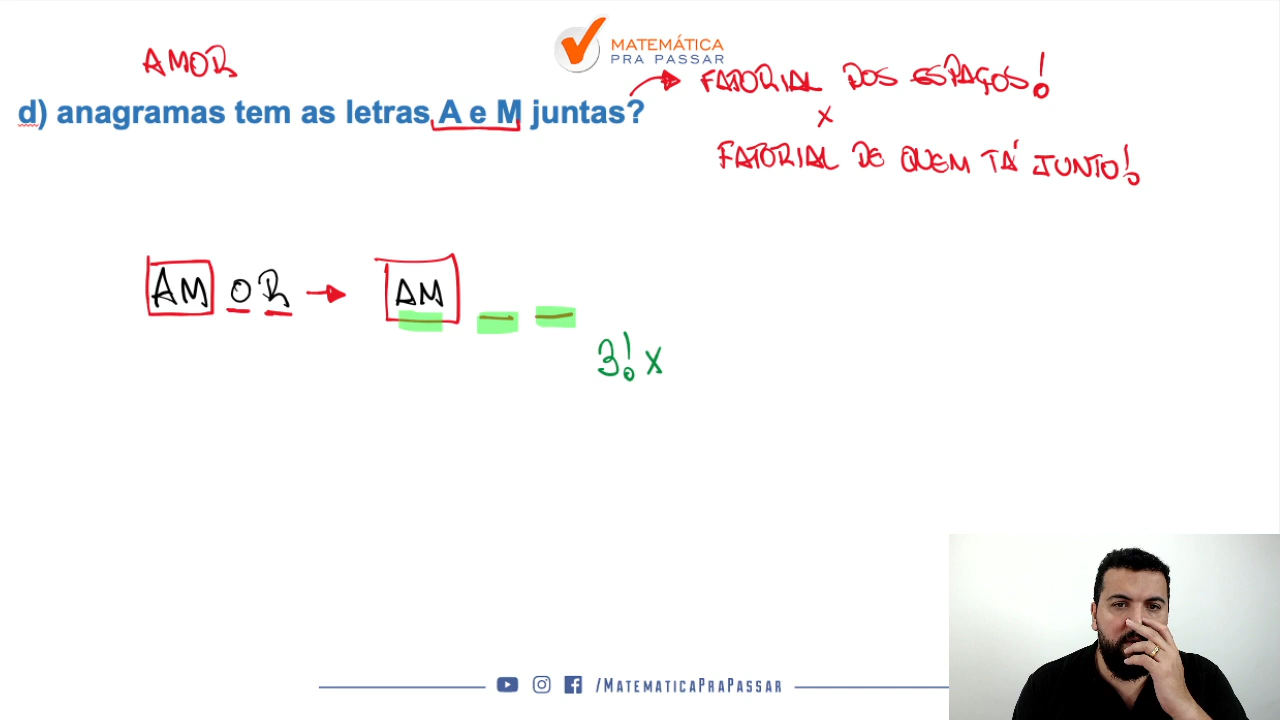 AMOR
MATEMÁTICA
PRA PASSAR
FATORIAL DOS ESPAÇOS!
d) anagramas tem as letras A e M juntas?
x
FATORIAL DE QUEM TÁ JUNTO!
AM O R → AM
3! x
/MATEMATICAPRAPASSAR